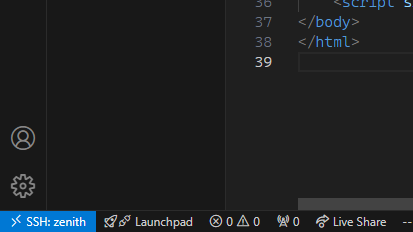 36 <script s
37 </body>
38 </html>
39
SSH: zenith Launchpad 0 0 0 Live Share --